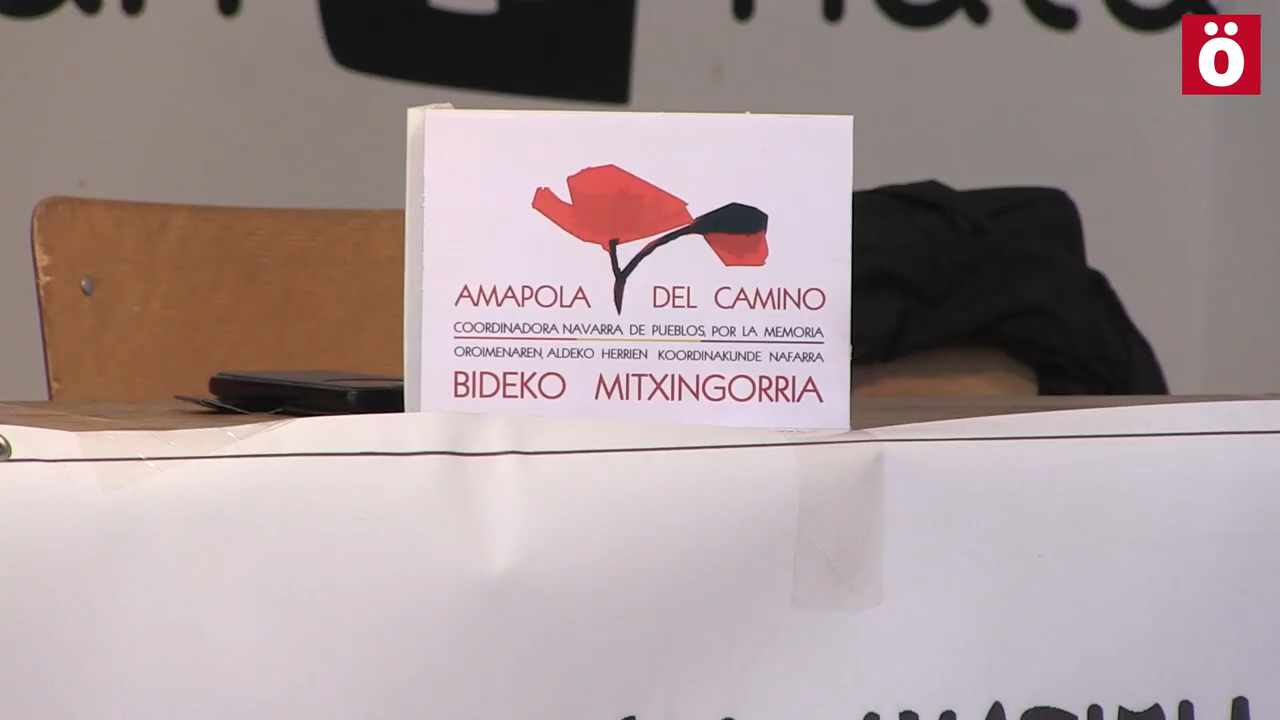 ö
AMAPOLA DEL CAMINO
COORDINADORA NAVARRA DE PUEBLOS POR LA MEMORIA
OROIMENAREN ALDEKO HERRIEN KOORDINAKUNDE NAFARRA
BIDEKO MITXINGORRIA